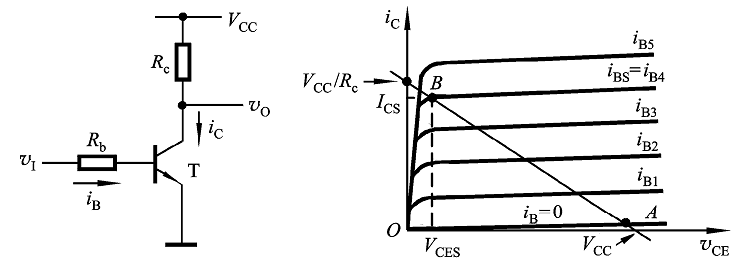 V_CC
R_c
v_O
i_C
R_b
v_I
T
i_B
i_C
i_B5
V_CC/R_c
B
i_BS=i_B4
I_CS
i_B3
i_B2
i_B1
i_B=0
A
O
V_CES
V_CC
v_CE